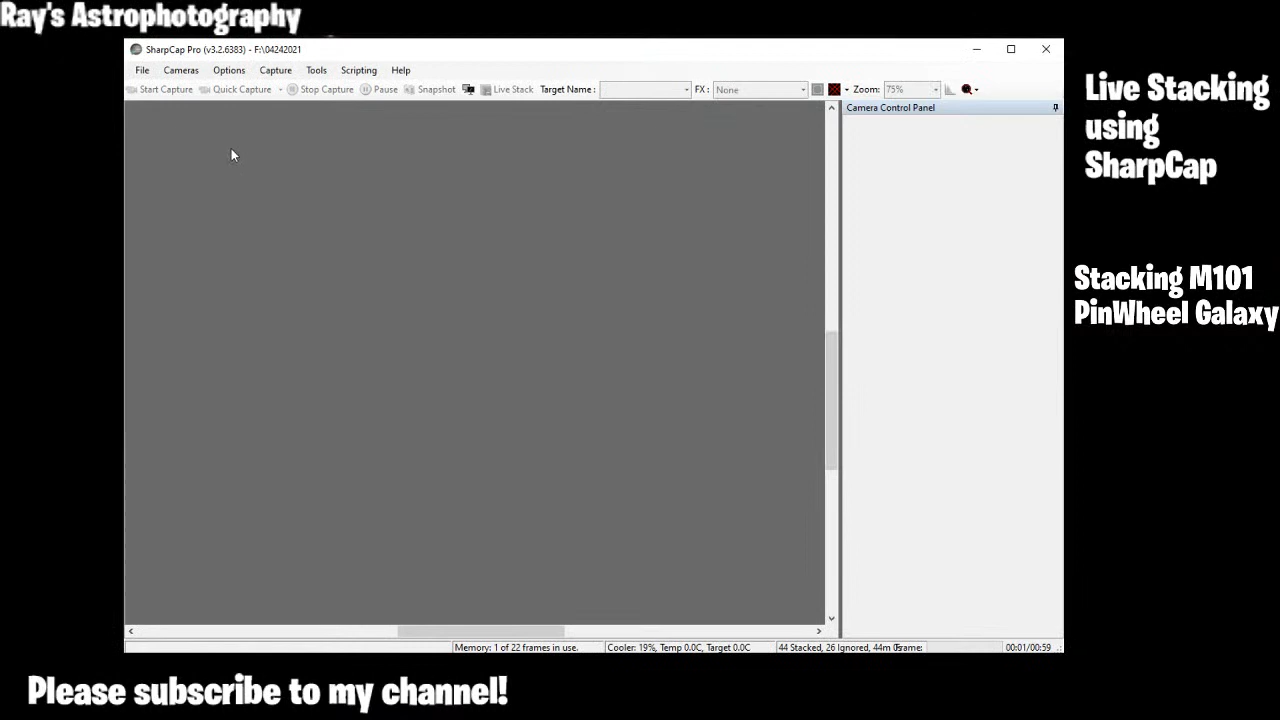 Ray's Astrophotography
SharpCap Pro (v3.2.6383) - F:\04242021
File Cameras Options Capture Tools Scripting Help
Start Capture Quick Capture Stop Capture Pause Snapshot Live Stack Target Name: FX: None Zoom: 75%
Camera Control Panel
Live Stacking
using
SharpCap
Stacking M101
PinWheel Galaxy
Memory: 1 of 22 frames in use. Cooler: 19%, Temp 0.0C, Target 0.0C 44 Stacked, 26 Ignored, 44m Frame: 00:01/00:59
Please subscribe to my channel!